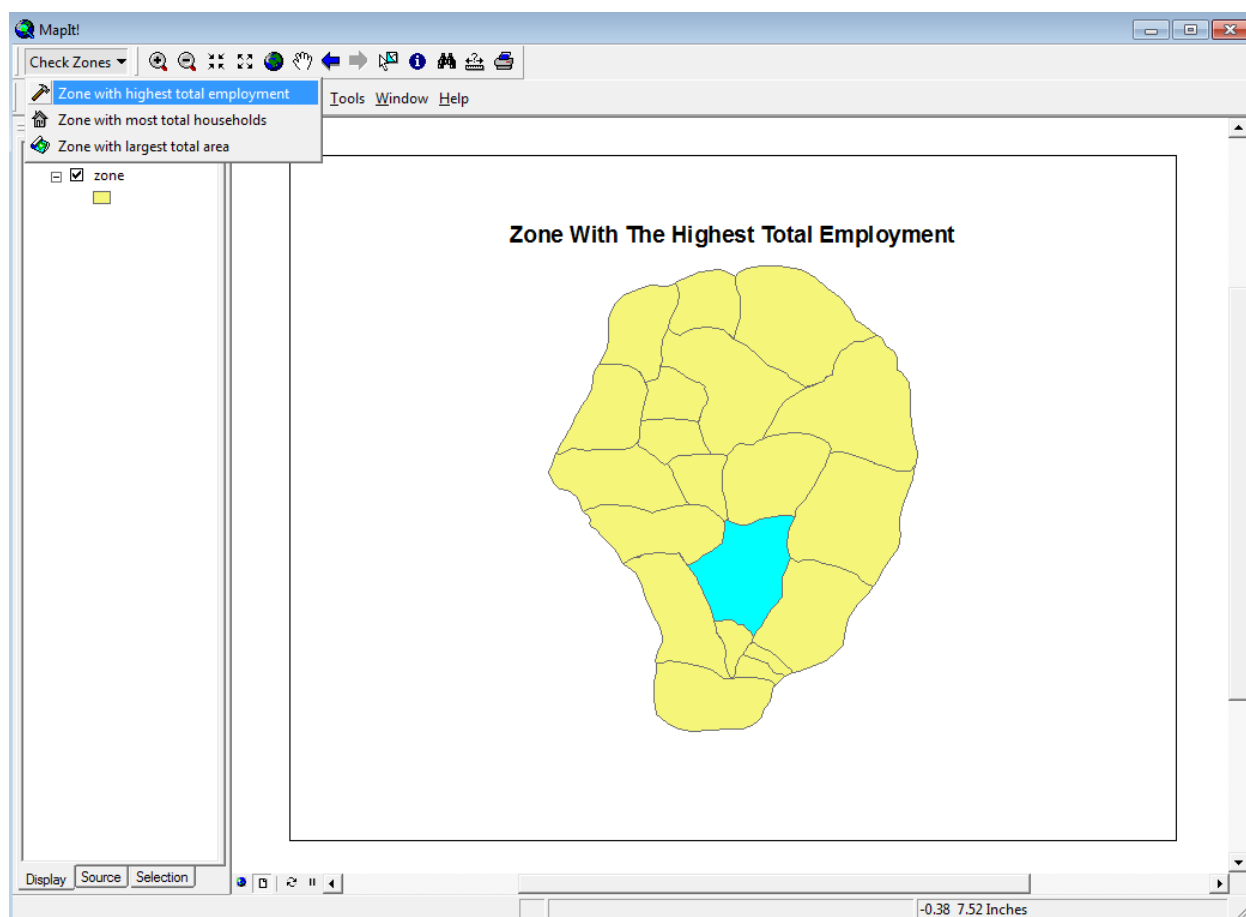 MapIt!
Check Zones
Zone with highest total employment
Tools Window Help
Zone with most total households
Zone with largest total area
zone
Zone With The Highest Total Employment
Display Source Selection
-0.38 7.52 Inches